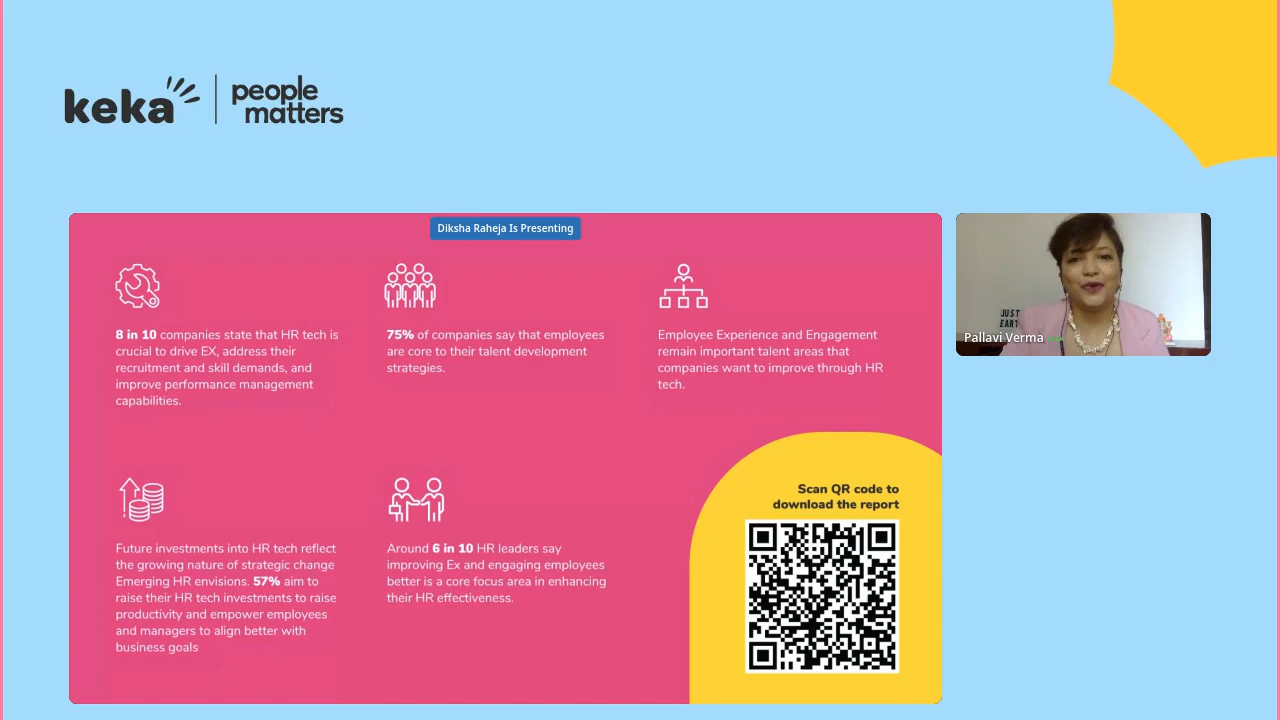 keka
people
matters
Diksha Raheja Is Presenting
8 in 10 companies state that HR tech is
crucial to drive EX, address their
recruitment and skill demands, and
improve performance management
capabilities.
75% of companies say that employees
are core to their talent development
strategies.
Employee Experience and Engagement
remain important talent areas that
companies want to improve through HR
tech.
JUST
EART
Pallavi Verma
Future investments into HR tech reflect
the growing nature of strategic change
Emerging HR envisions. 57% aim to
raise their HR tech investments to raise
productivity and empower employees
and managers to align better with
business goals
Around 6 in 10 HR leaders say
improving Ex and engaging employees
better is a core focus area in enhancing
their HR effectiveness.
Scan QR code to
download the report